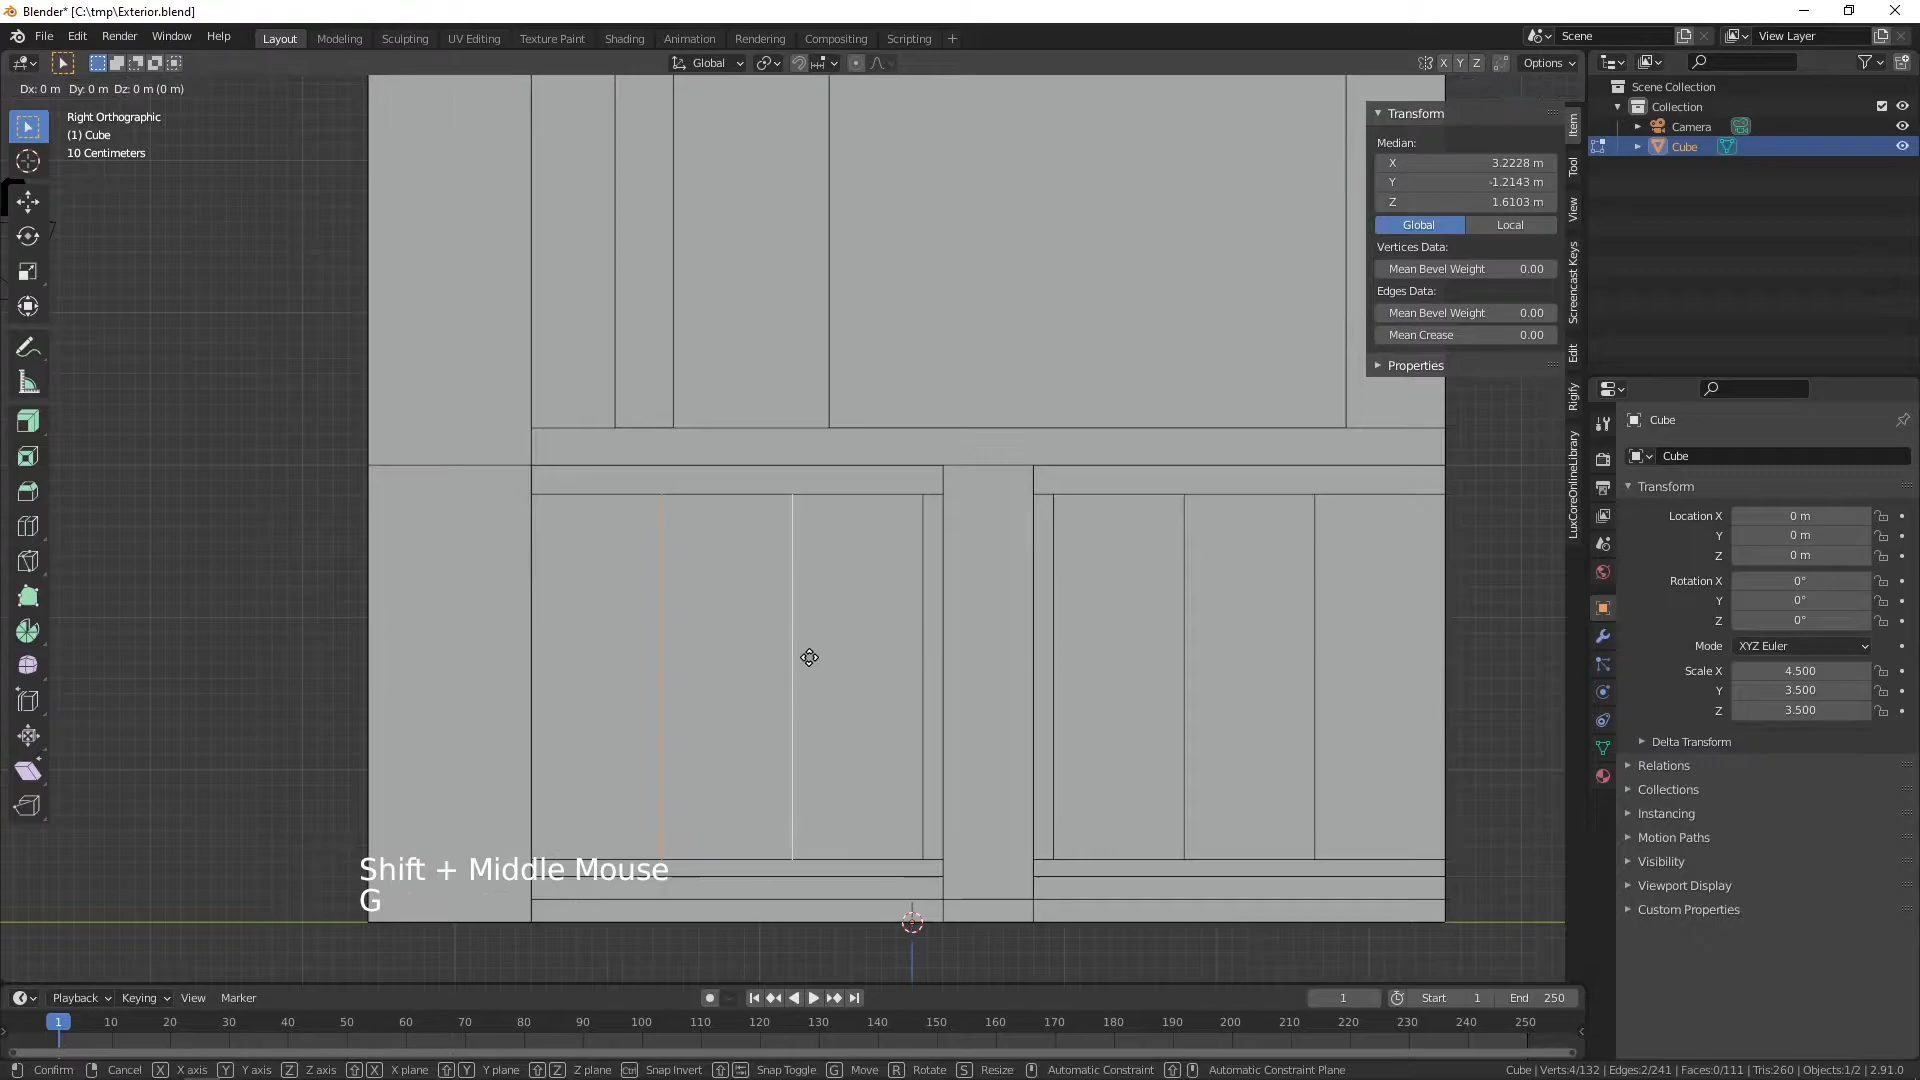 Blender* [C:\tmp\Exterior.blend]
File Edit Render Window Help Layout Modeling Sculpting UV Editing Texture Paint Shading Animation Rendering Compositing Scripting +
Scene
View Layer
Global
X Y Z
Options
Dx: 0 m Dy: 0 m Dz: 0 m (0 m)
Right Orthographic
(1) Cube
10 Centimeters
Transform
Median:
X 3.2228 m
Y -1.2143 m
Z 1.6103 m
Global Local
Vertices Data:
Mean Bevel Weight 0.00
Edges Data:
Mean Bevel Weight 0.00
Mean Crease 0.00
Properties
Item
Tool
View
Screencast Keys
Edit
Rigify
LuxCoreOnlineLibrary
Scene Collection
Collection
Camera
Cube
Cube
Cube
Transform
Location X 0 m
Y 0 m
Z 0 m
Rotation X 0°
Y 0°
Z 0°
Mode XYZ Euler
Scale X 4.500
Y 3.500
Z 3.500
Delta Transform
Relations
Collections
Instancing
Motion Paths
Visibility
Viewport Display
Custom Properties
Shift + Middle Mouse
G
Playback Keying View Marker
1 Start 1 End 250
1 10 20 30 40 50 60 70 80 90 100 110 120 130 140 150 160 170 180 190 200 210 220 230 240 250
Confirm Cancel X X axis Y Y axis Z Z axis X X plane Y Y plane Z Z plane Ctrl Snap Invert Snap Toggle G Move R Rotate S Resize Automatic Constraint Automatic Constraint Plane
Cube | Verts:4/132 | Edges:2/241 | Faces:0/111 | Tris:260 | Objects:1/2 | 2.91.0